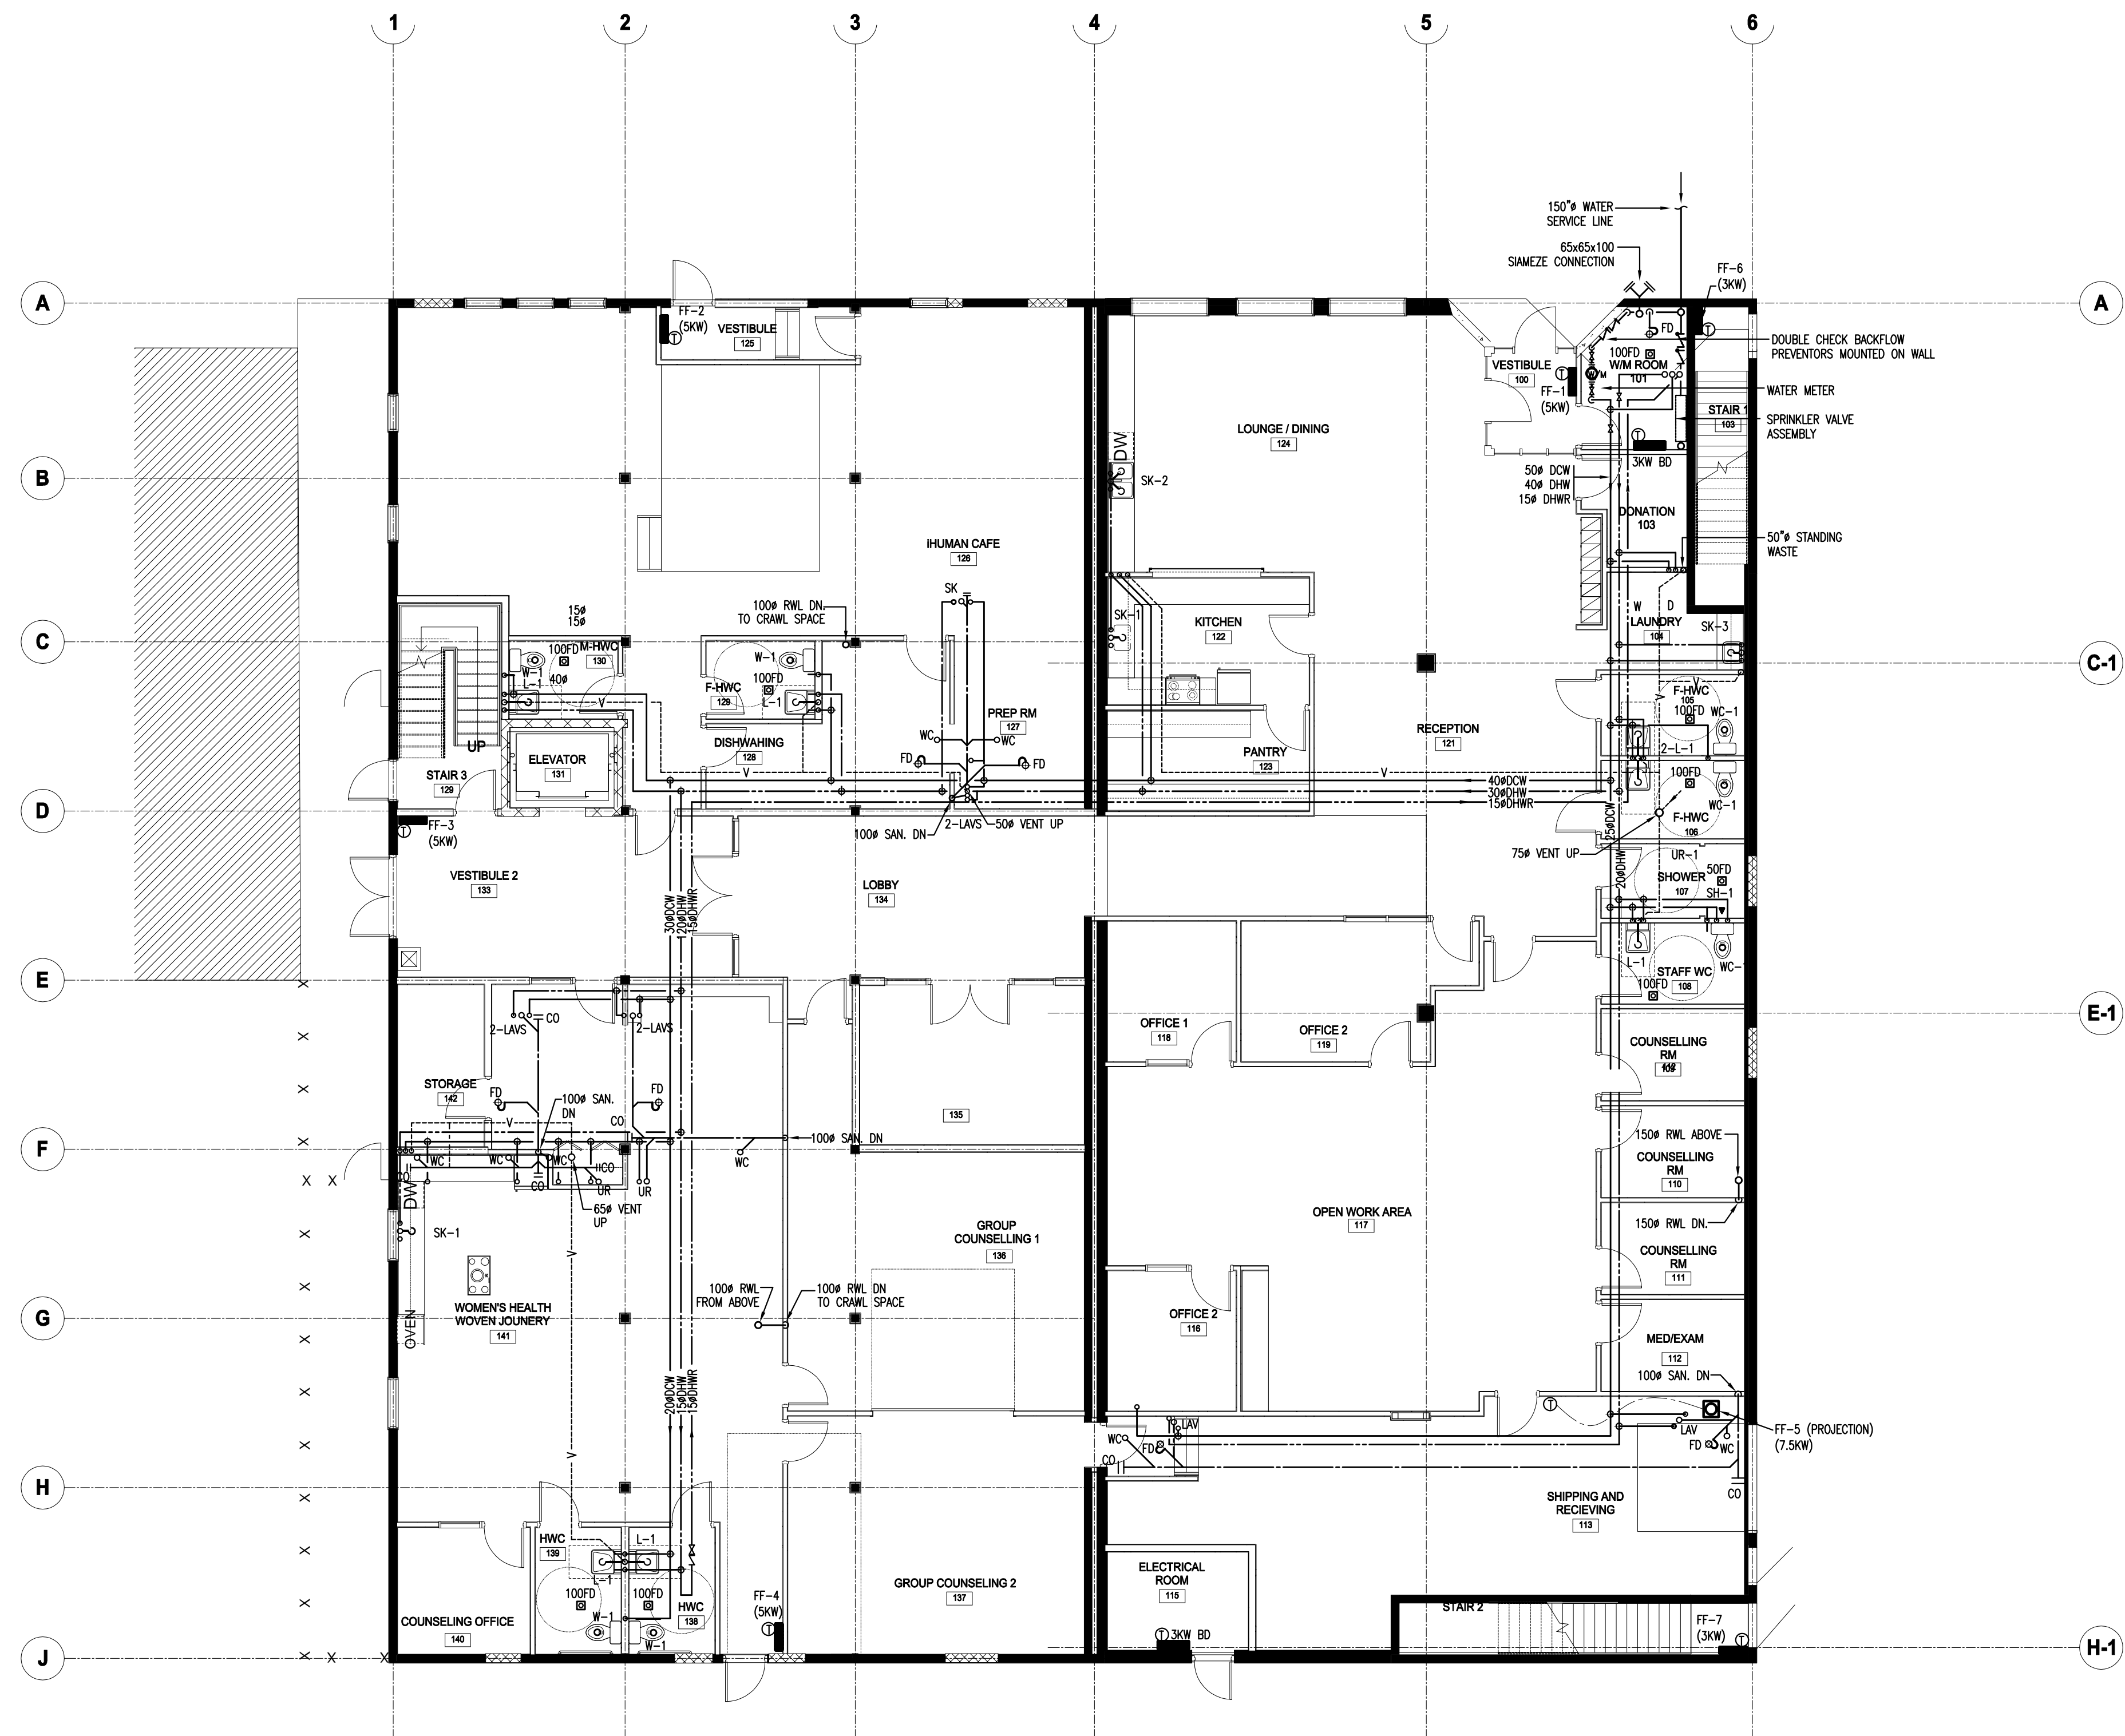 1
2
3
4
5
6
150"ø WATER
SERVICE LINE
65x65x100
SIAMEZE CONNECTION
FF-6
(3KW)
A
A
FF-2
(5KW)
VESTIBULE
125
FD
100FD
W/M ROOM
101
W/M
DOUBLE CHECK BACKFLOW
PREVENTORS MOUNTED ON WALL
VESTIBULE
100
FF-1
(5KW)
WATER METER
STAIR 1
103
SPRINKLER VALVE
ASSEMBLY
LOUNGE / DINING
124
T
3KW BD
DW
SK-2
B
50ø DCW
40ø DHW
15ø DHWR
DONATION
103
50"ø STANDING
WASTE
iHUMAN CAFE
126
SK
15ø
15ø
100ø RWL DN.
TO CRAWL SPACE
SK-1
KITCHEN
122
W
D
LAUNDRY
104
SK-3
C
C-1
M-HWC
130
100FD
W-1
L-1
40ø
W-1
100FD
F-HWC
129
L-1
V
V
V
F-HWC
105
100FD
WC-1
2-L-1
PREP RM
127
WC
WC
FD
FD
DISHWAHING
128
V
UP
ELEVATOR
131
STAIR 3
129
PANTRY
123
RECEPTION
121
V
40øDCW
30øDHW
15øDHWR
100FD
WC-1
F-HWC
106
D
FF-3
(5KW)
100ø SAN. DN
2-LAVS
50ø VENT UP
25øDCW
20øDHW
75ø VENT UP
UR-1
SHOWER
107
50FD
SH-1
VESTIBULE 2
133
LOBBY
134
30øDCW
120øDHW
15øDHWR
L-1
WC-
STAFF WC
108
100FD
E
E-1
2-LAVS
CO
2-LAVS
OFFICE 1
118
OFFICE 2
119
COUNSELLING
RM
STORAGE
142
FD
100ø SAN.
DN
FD
V
CO
135
100ø SAN. DN
150ø RWL ABOVE
COUNSELLING
RM
110
F
WC
WC
WC
CO
CO
CO
UR
UR
WC
DW
65ø VENT
UP
SK-1
150ø RWL DN.
COUNSELLING
RM
111
OPEN WORK AREA
117
GROUP
COUNSELLING 1
136
V
100ø RWL
FROM ABOVE
100ø RWL DN
TO CRAWL SPACE
OVEN
WOMEN'S HEALTH
WOVEN JOUNERY
141
G
OFFICE 2
116
MED/EXAM
112
100ø SAN. DN
20øDCW
15øDHW
15øDHWR
V
LAV
WC
FD
CO
LAV
FD
WC
CO
FF-5 (PROJECTION)
(7.5KW)
H
SHIPPING AND
RECIEVING
113
HWC
139
L-1
L-1
100FD
100FD
W-1
W-1
HWC
138
FF-4
(5KW)
COUNSELING OFFICE
140
GROUP COUNSELING 2
137
ELECTRICAL
ROOM
115
3KW BD
STAIR 2
FF-7
(3KW)
J
H-1